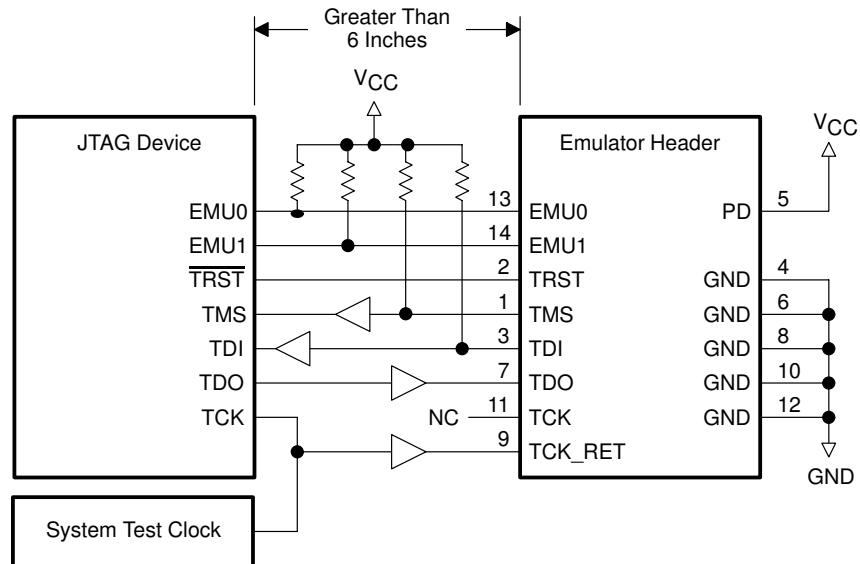 Greater Than
6 Inches
VCC
JTAG Device
Emulator Header
VCC
EMU0 13 EMU0 PD 5
EMU1 14 EMU1
TRST 2 TRST GND 4
TMS 1 TMS GND 6
TDI 3 TDI GND 8
TDO 7 TDO GND 10
TCK NC 11 TCK GND 12
9 TCK_RET
GND
System Test Clock